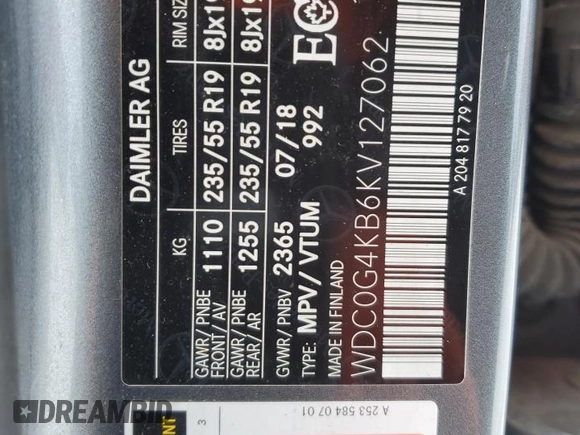 DAIMLER AG
KG TIRES RIM SIZE
GAWR / PNBE
FRONT / AV 1110 235/55 R19 8Jx19
GAWR / PNBE
REAR / AR 1255 235/55 R19 8Jx19
GVWR / PNBV 2365 07/18
TYPE: MPV/ VTUM 992
MADE IN FINLAND
WDC0G4KB6KV127062
A 204 817 79 20
3
A 253 584 07 01
DREAMBID